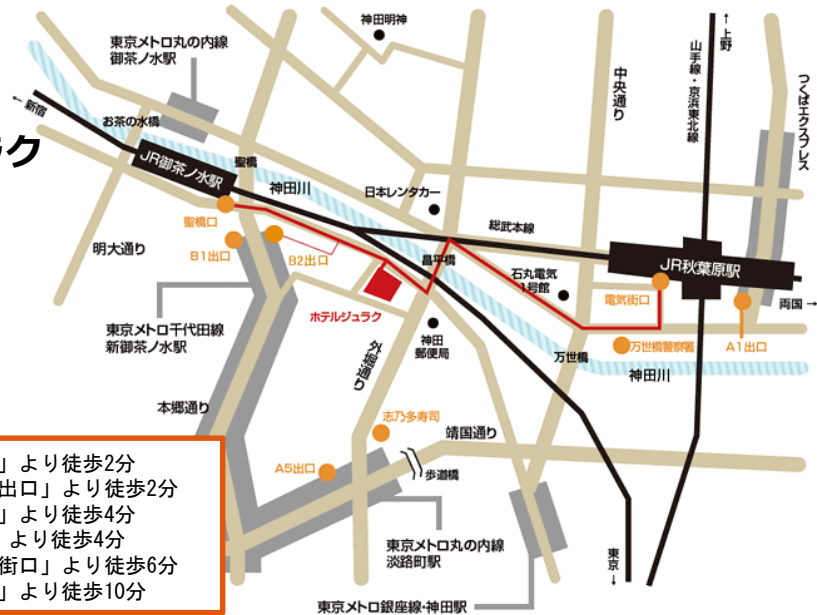 神田明神
東京メトロ丸の内線
御茶ノ水駅
← 新宿
お茶の水橋
ラク
JR御茶ノ水駅
聖橋
神田川
日本レンタカー
中央通り
山手線・京浜東北線
↑ 上野
つくばエクスプレス
聖橋口
明大通り
B1出口
B2出口
総武本線
昌平橋
石丸電気
1号館
JR秋葉原駅
電気街口
両国 →
ホテルジュラク
東京メトロ千代田線
新御茶ノ水駅
外堀通り
神田
郵便局
万世橋
万世橋警察署
A1出口
神田川
本郷通り
志乃多寿司
靖国通り
A5出口
歩道橋
」より徒歩2分
出口」より徒歩2分
」より徒歩4分
より徒歩4分
街口」より徒歩6分
」より徒歩10分
東京メトロ丸の内線
淡路町駅
東京 ↓
東京メトロ銀座線・神田駅